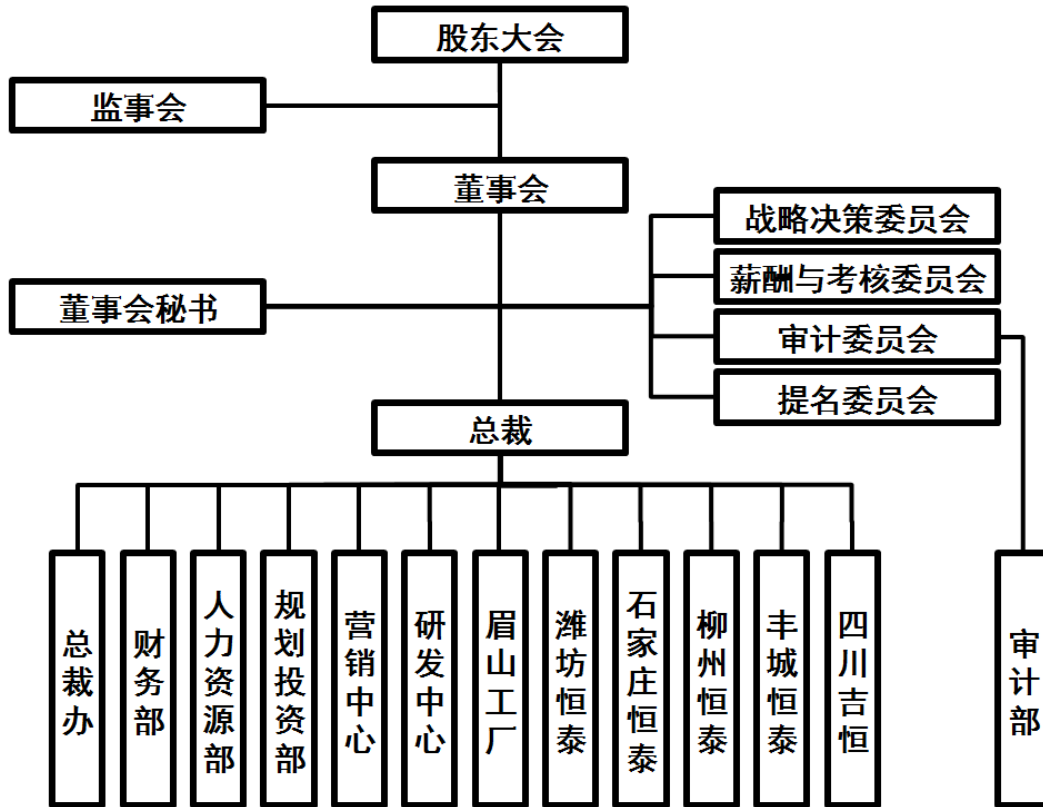 股东大会
监事会
董事会
战略决策委员会
薪酬与考核委员会
董事会秘书
审计委员会
提名委员会
总裁
总裁办
财务部
人力资源部
规划投资部
营销中心
研发中心
眉山工厂
潍坊恒泰
石家庄恒泰
柳州恒泰
丰城恒泰
四川吉恒
审计部